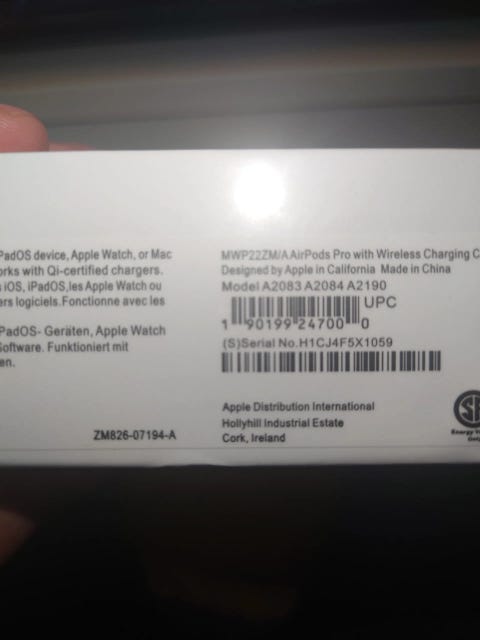 PadOS device, Apple Watch, or Mac
orks with Qi-certified chargers.
iOS, iPadOS,les Apple Watch ou
ers logiciels.Fonctionne avec les
PadOS- Geräten, Apple Watch
Software. Funktioniert mit
en.
ZM826-07194-A
MWP22ZM/AAirPods Pro with Wireless Charging C
Designed by Apple in California Made in China
Model A2083 A2084 A2190
UPC
1 90199 24700 0
(S)Serial No.H1CJ4F5X1059
Apple Distribution International
Hollyhill Industrial Estate
Cork, Ireland